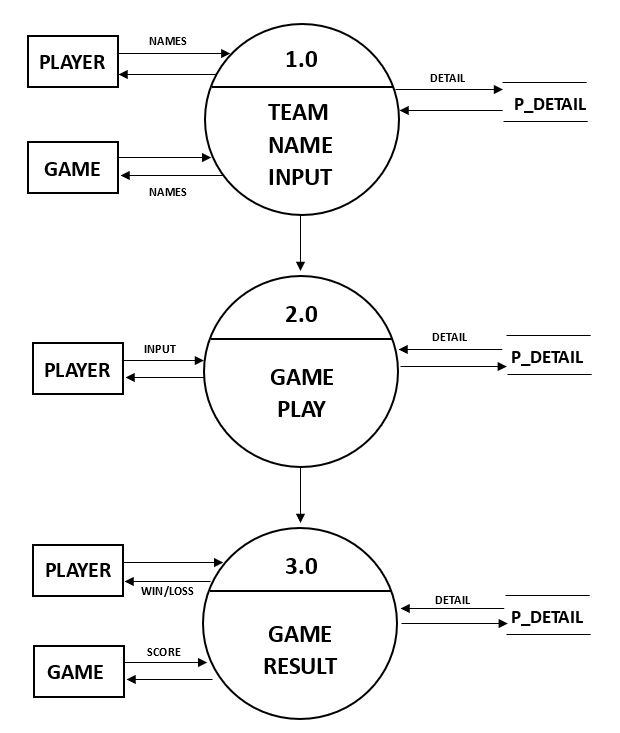 NAMES
PLAYER
1.0
DETAIL
P_DETAIL
TEAM
NAME
INPUT
GAME
NAMES
2.0
INPUT
PLAYER
DETAIL
P_DETAIL
GAME
PLAY
3.0
PLAYER
WIN/LOSS
DETAIL
P_DETAIL
GAME
RESULT
SCORE
GAME